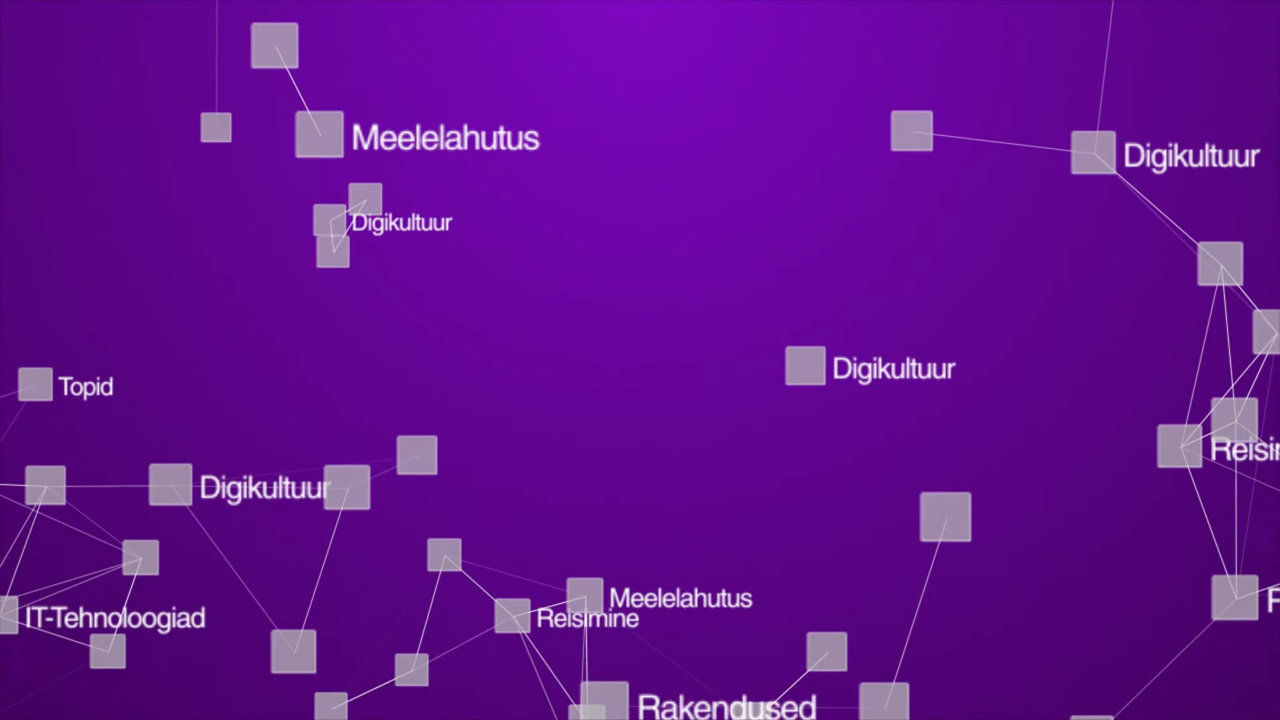 Meelelahutus
Digikultuur
Digikultuur
Digikultuur
Topid
Digikultuur
IT-Tehnoloogiad
Meelelahutus
Reisimine
Rakendused